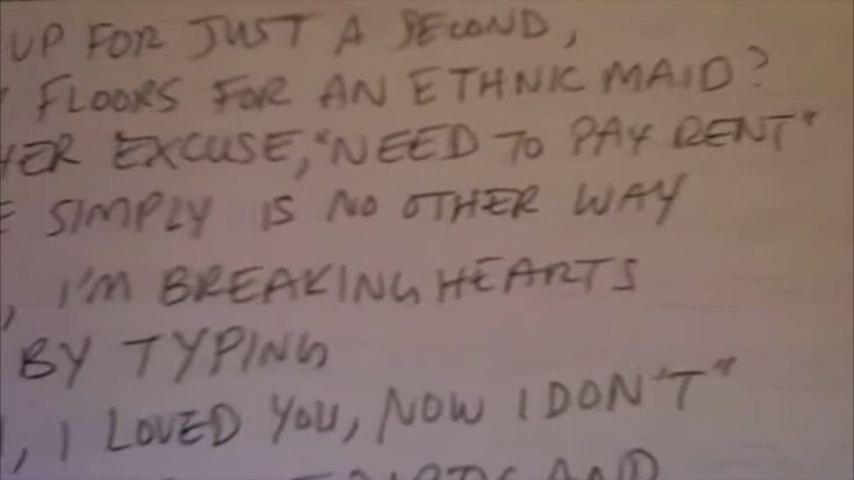 UP FOR JUST A SECOND,
FLOORS FOR AN ETHNIC MAID?
EXCUSE, "NEED TO PAY RENT"
SIMPLY IS NO OTHER WAY
, I'M BREAKING HEARTS
BY TYPING
, I LOVED YOU, NOW I DON'T"
AND